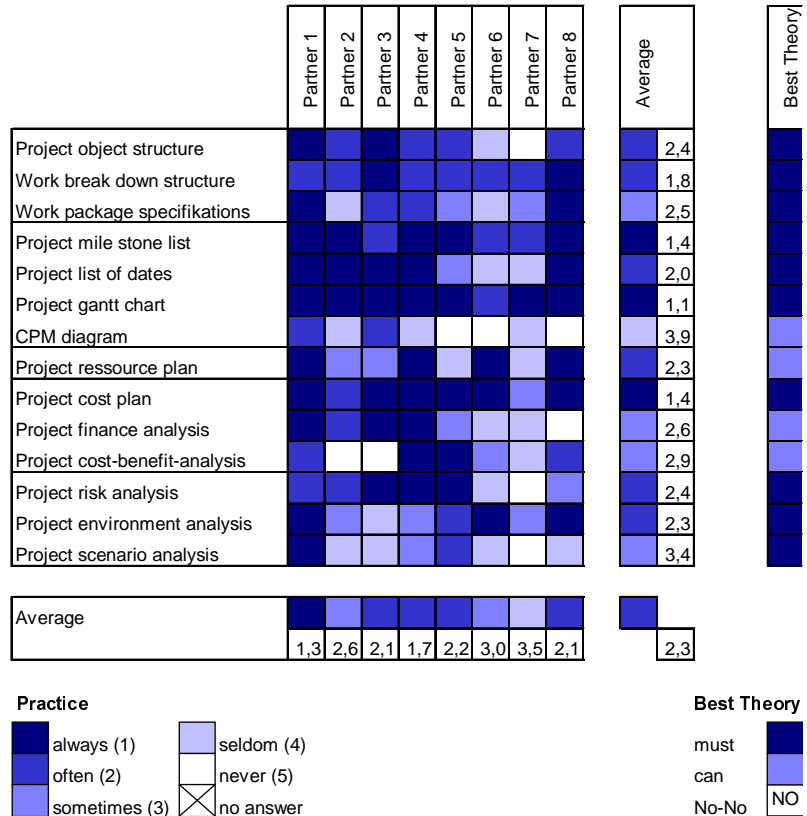 Partner 1 Partner 2 Partner 3 Partner 4 Partner 5 Partner 6 Partner 7 Partner 8 Average Best Theory
Project object structure 2,4
Work break down structure 1,8
Work package specifikations 2,5
Project mile stone list 1,4
Project list of dates 2,0
Project gantt chart 1,1
CPM diagram 3,9
Project ressource plan 2,3
Project cost plan 1,4
Project finance analysis 2,6
Project cost-benefit-analysis 2,9
Project risk analysis 2,4
Project environment analysis 2,3
Project scenario analysis 3,4
Average
1,3 2,6 2,1 1,7 2,2 3,0 3,5 2,1 2,3
Practice
always (1) seldom (4)
often (2) never (5)
sometimes (3) no answer
Best Theory
must
can
No-No NO